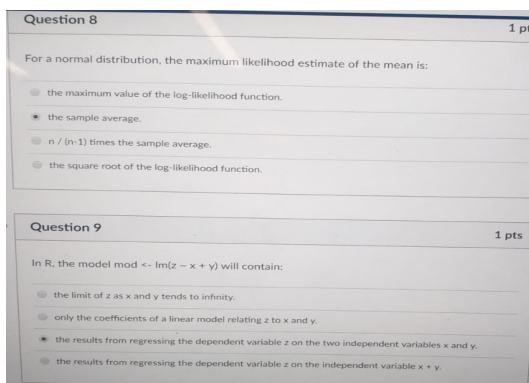 Question 8
1 p
For a normal distribution, the maximum likelihood estimate of the mean is:
the maximum value of the log-likelihood function.
the sample average.
n / (n-1) times the sample average.
the square root of the log-likelihood function.
Question 9
1 pts
In R, the model mod <- lm(z ~ x + y) will contain:
the limit of z as x and y tends to infinity.
only the coefficients of a linear model relating z to x and y.
the results from regressing the dependent variable z on the two independent variables x and y.
the results from regressing the dependent variable z on the independent variable x + y.